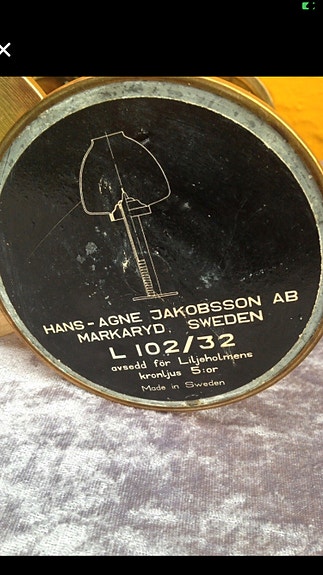 HANS-AGNE JAKOBSSON AB
MARKARYD, SWEDEN
L 102/32
avsedd för Liljeholmens
kronljus 5:or
Made in Sweden